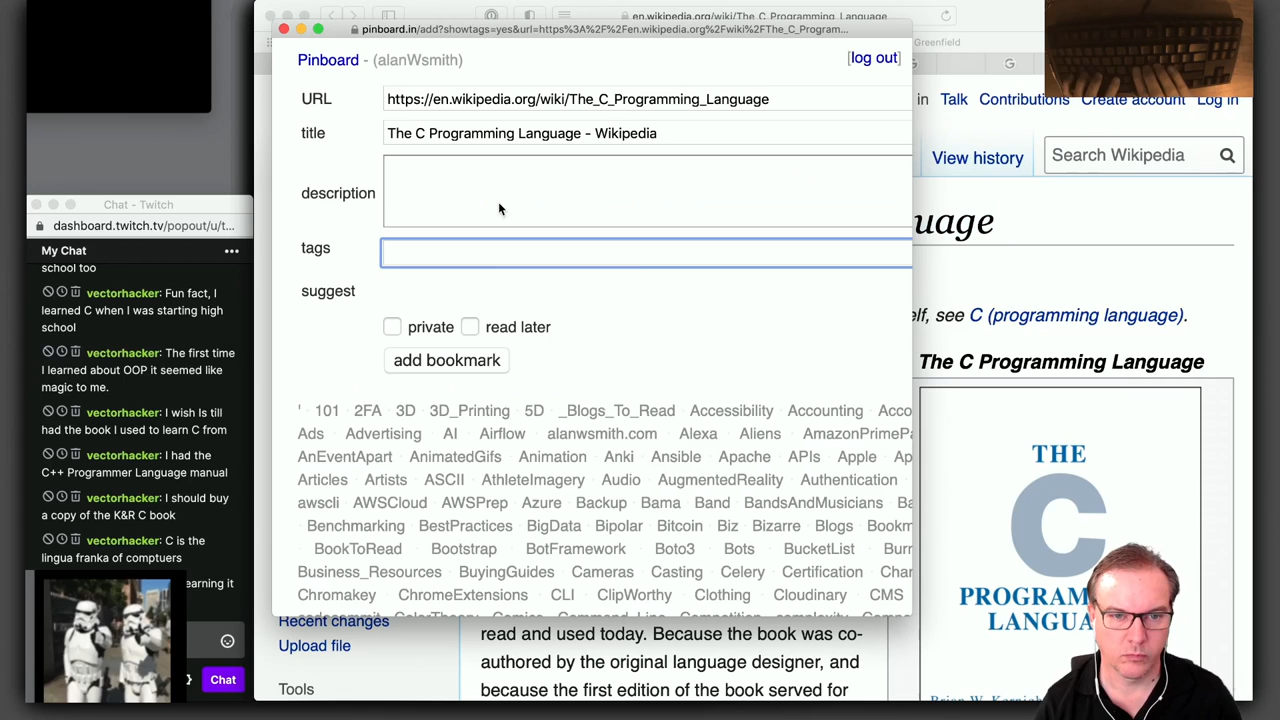 en.wikipedia.org/wiki/The_C_Programming_Language
pinboard.in/add?showtags=yes&url=https%3A%2F%2Fen.wikipedia.org%2Fwiki%2FThe_C_Program...
Greenfield
Pinboard - (alanWsmith)
[log out]
URL
https://en.wikipedia.org/wiki/The_C_Programming_Language
title
The C Programming Language - Wikipedia
description
tags
suggest
private
read later
add bookmark
' · 101 · 2FA · 3D · 3D_Printing · 5D · _Blogs_To_Read · Accessibility · Accounting · Acco
Ads · Advertising · AI · Airflow · alanwsmith.com · Alexa · Aliens · AmazonPrimePa
AnEventApart · AnimatedGifs · Animation · Anki · Ansible · Apache · APIs · Apple · Ap
Articles · Artists · ASCII · AthleteImagery · Audio · AugmentedReality · Authentication
awscli · AWSCloud · AWSPrep · Azure · Backup · Bama · Band · BandsAndMusicians · Ba
· Benchmarking · BestPractices · BigData · Bipolar · Bitcoin · Biz · Bizarre · Blogs · Bookm
· BookToRead · Bootstrap · BotFramework · Boto3 · Bots · BucketList · Burr
Business_Resources · BuyingGuides · Cameras · Casting · Celery · Certification · Char
Chromakey · ChromeExtensions · CLI · ClipWorthy · Clothing · Cloudinary · CMS
in Talk Contributions Create account Log in
View history
Search Wikipedia
uage
elf, see C (programming language).
The C Programming Language
THE
C
PROGRAM
LANGUA
Recent changes
Upload file
Tools
read and used today. Because the book was co-
authored by the original language designer, and
because the first edition of the book served for
Chat - Twitch
dashboard.twitch.tv/popout/u/t...
My Chat
school too
vectorhacker: Fun fact, I
learned C when I was starting high
school
vectorhacker: The first time
I learned about OOP it seemed like
magic to me.
vectorhacker: I wish Is till
had the book I used to learn C from
vectorhacker: I had the
C++ Programmer Language manual
vectorhacker: I should buy
a copy of the K&R C book
vectorhacker: C is the
lingua franka of comptuers
earning it
Chat